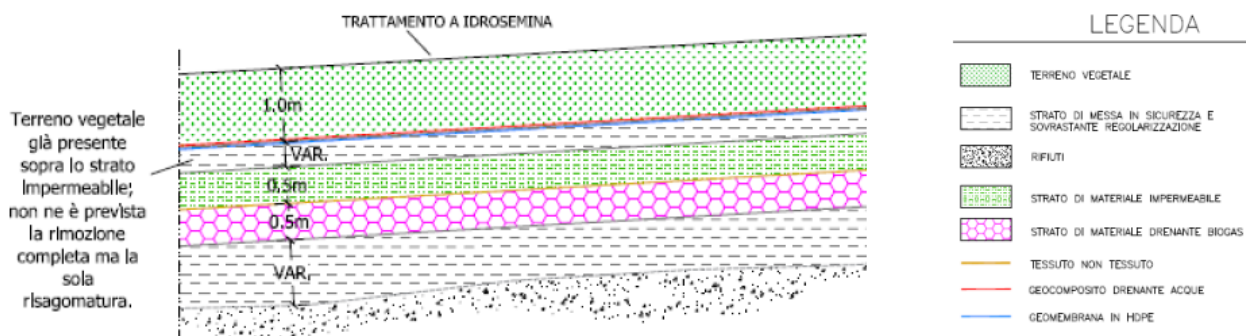 TRATTAMENTO A IDROSEMINA
Terreno vegetale
già presente
sopra lo strato
impermeabile;
non ne è prevista
la rimozione
completa ma la
sola
risagomatura.
1.0m
VAR.
0.5m
0.5m
VAR.
LEGENDA
TERRENO VEGETALE
STRATO DI MESSA IN SICUREZZA E
SOVRASTANTE REGOLARIZZAZIONE
RIFIUTI
STRATO DI MATERIALE IMPERMEABILE
STRATO DI MATERIALE DRENANTE BIOGAS
TESSUTO NON TESSUTO
GEOCOMPOSITO DRENANTE ACQUE
GEOMEMBRANA IN HDPE